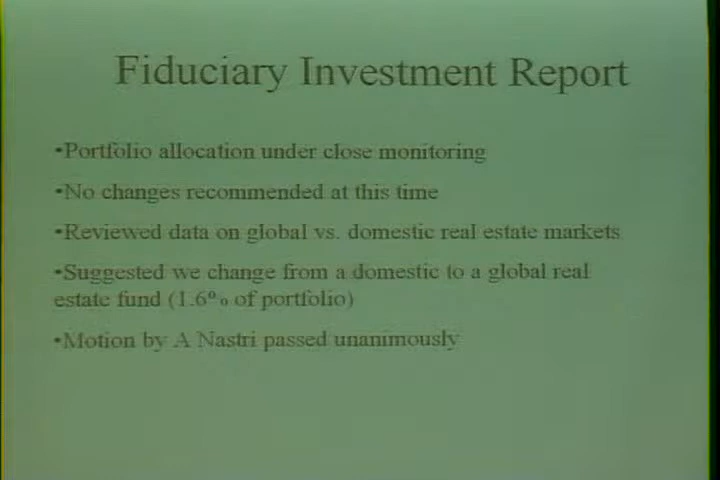 Fiduciary Investment Report
•Portfolio allocation under close monitoring
•No changes recommended at this time
•Reviewed data on global vs. domestic real estate markets
•Suggested we change from a domestic to a global real
estate fund (1.6% of portfolio)
•Motion by A Nastri passed unanimously